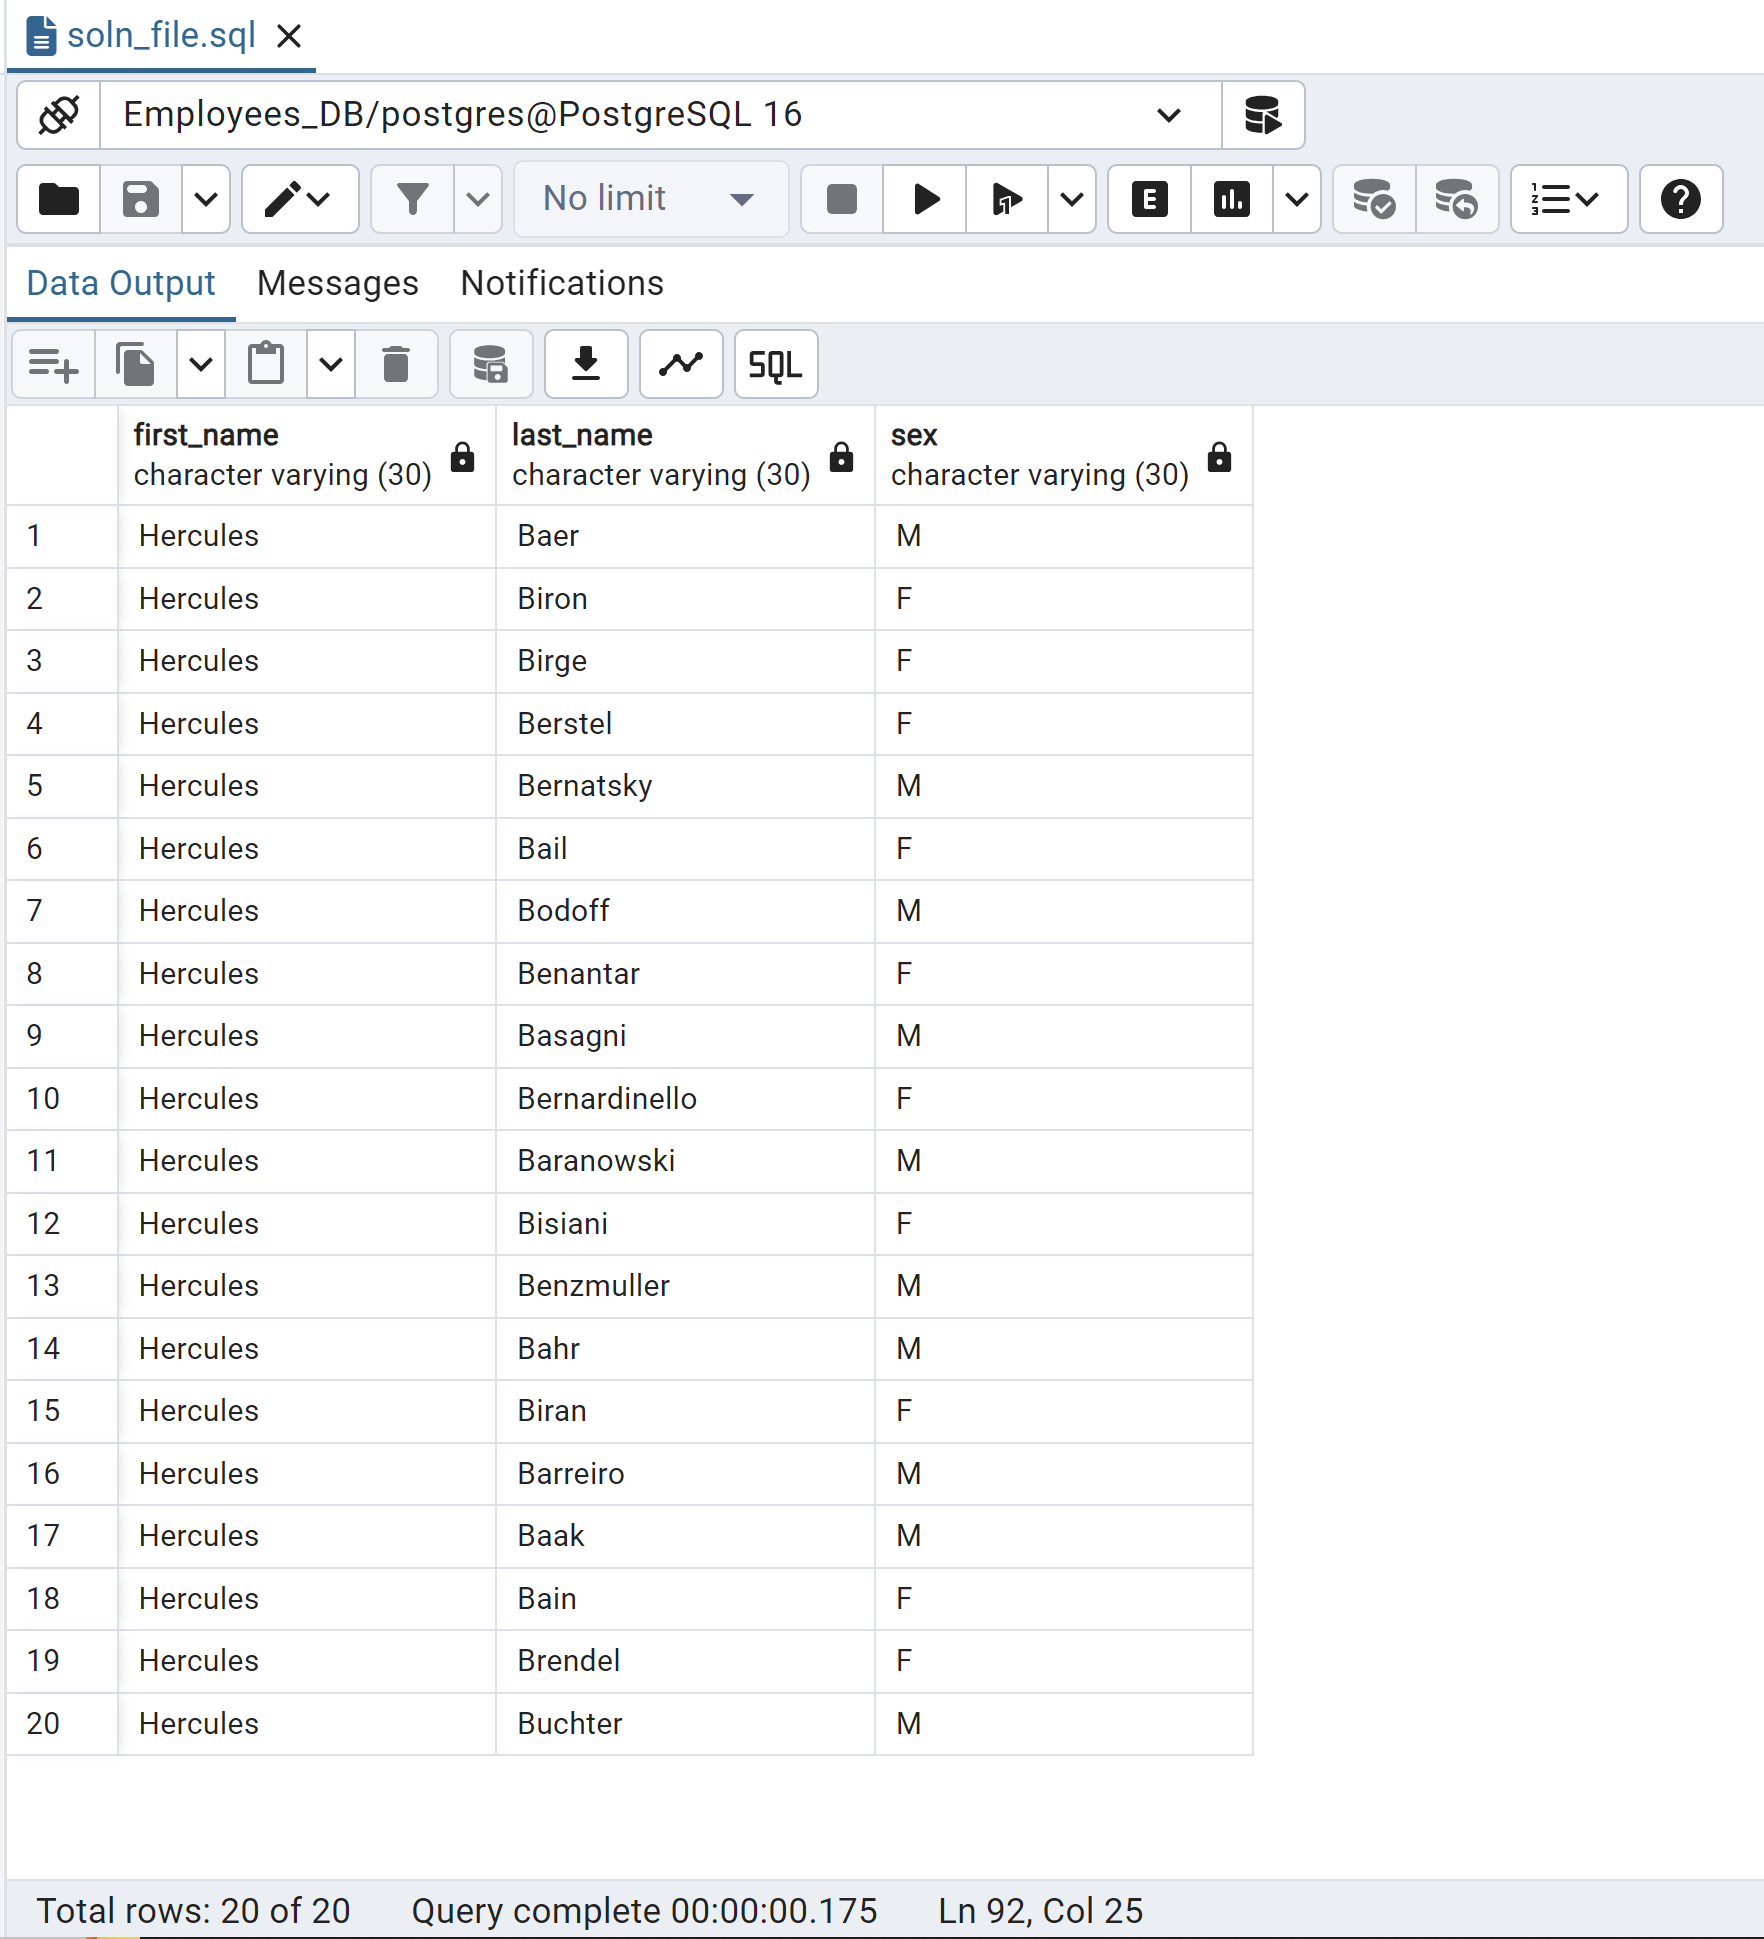 soln_file.sql
Employees_DB/postgres@PostgreSQL 16
No limit 1 E 1 2 3 ?
Data Output Messages Notifications
SQL
first_name last_name sex
character varying (30) character varying (30) character varying (30)
1 Hercules Baer M
2 Hercules Biron F
3 Hercules Birge F
4 Hercules Berstel F
5 Hercules Bernatsky M
6 Hercules Bail F
7 Hercules Bodoff M
8 Hercules Benantar F
9 Hercules Basagni M
10 Hercules Bernardinello F
11 Hercules Baranowski M
12 Hercules Bisiani F
13 Hercules Benzmuller M
14 Hercules Bahr M
15 Hercules Biran F
16 Hercules Barreiro M
17 Hercules Baak M
18 Hercules Bain F
19 Hercules Brendel F
20 Hercules Buchter M
Total rows: 20 of 20 Query complete 00:00:00.175 Ln 92, Col 25